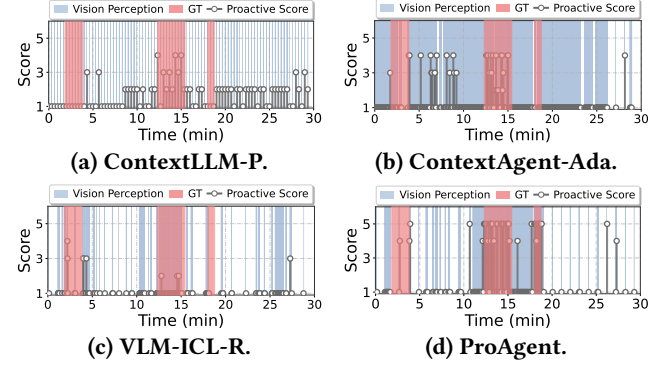 Vision Perception GT Proactive Score
Score
5
3
1
0 5 10 15 20 25 30
Time (min)
(a) ContextLLM-P.
Vision Perception GT Proactive Score
Score
5
3
1
0 5 10 15 20 25 30
Time (min)
(b) ContextAgent-Ada.
Vision Perception GT Proactive Score
Score
5
3
1
0 5 10 15 20 25 30
Time (min)
(c) VLM-ICL-R.
Vision Perception GT Proactive Score
Score
5
3
1
0 5 10 15 20 25 30
Time (min)
(d) ProAgent.